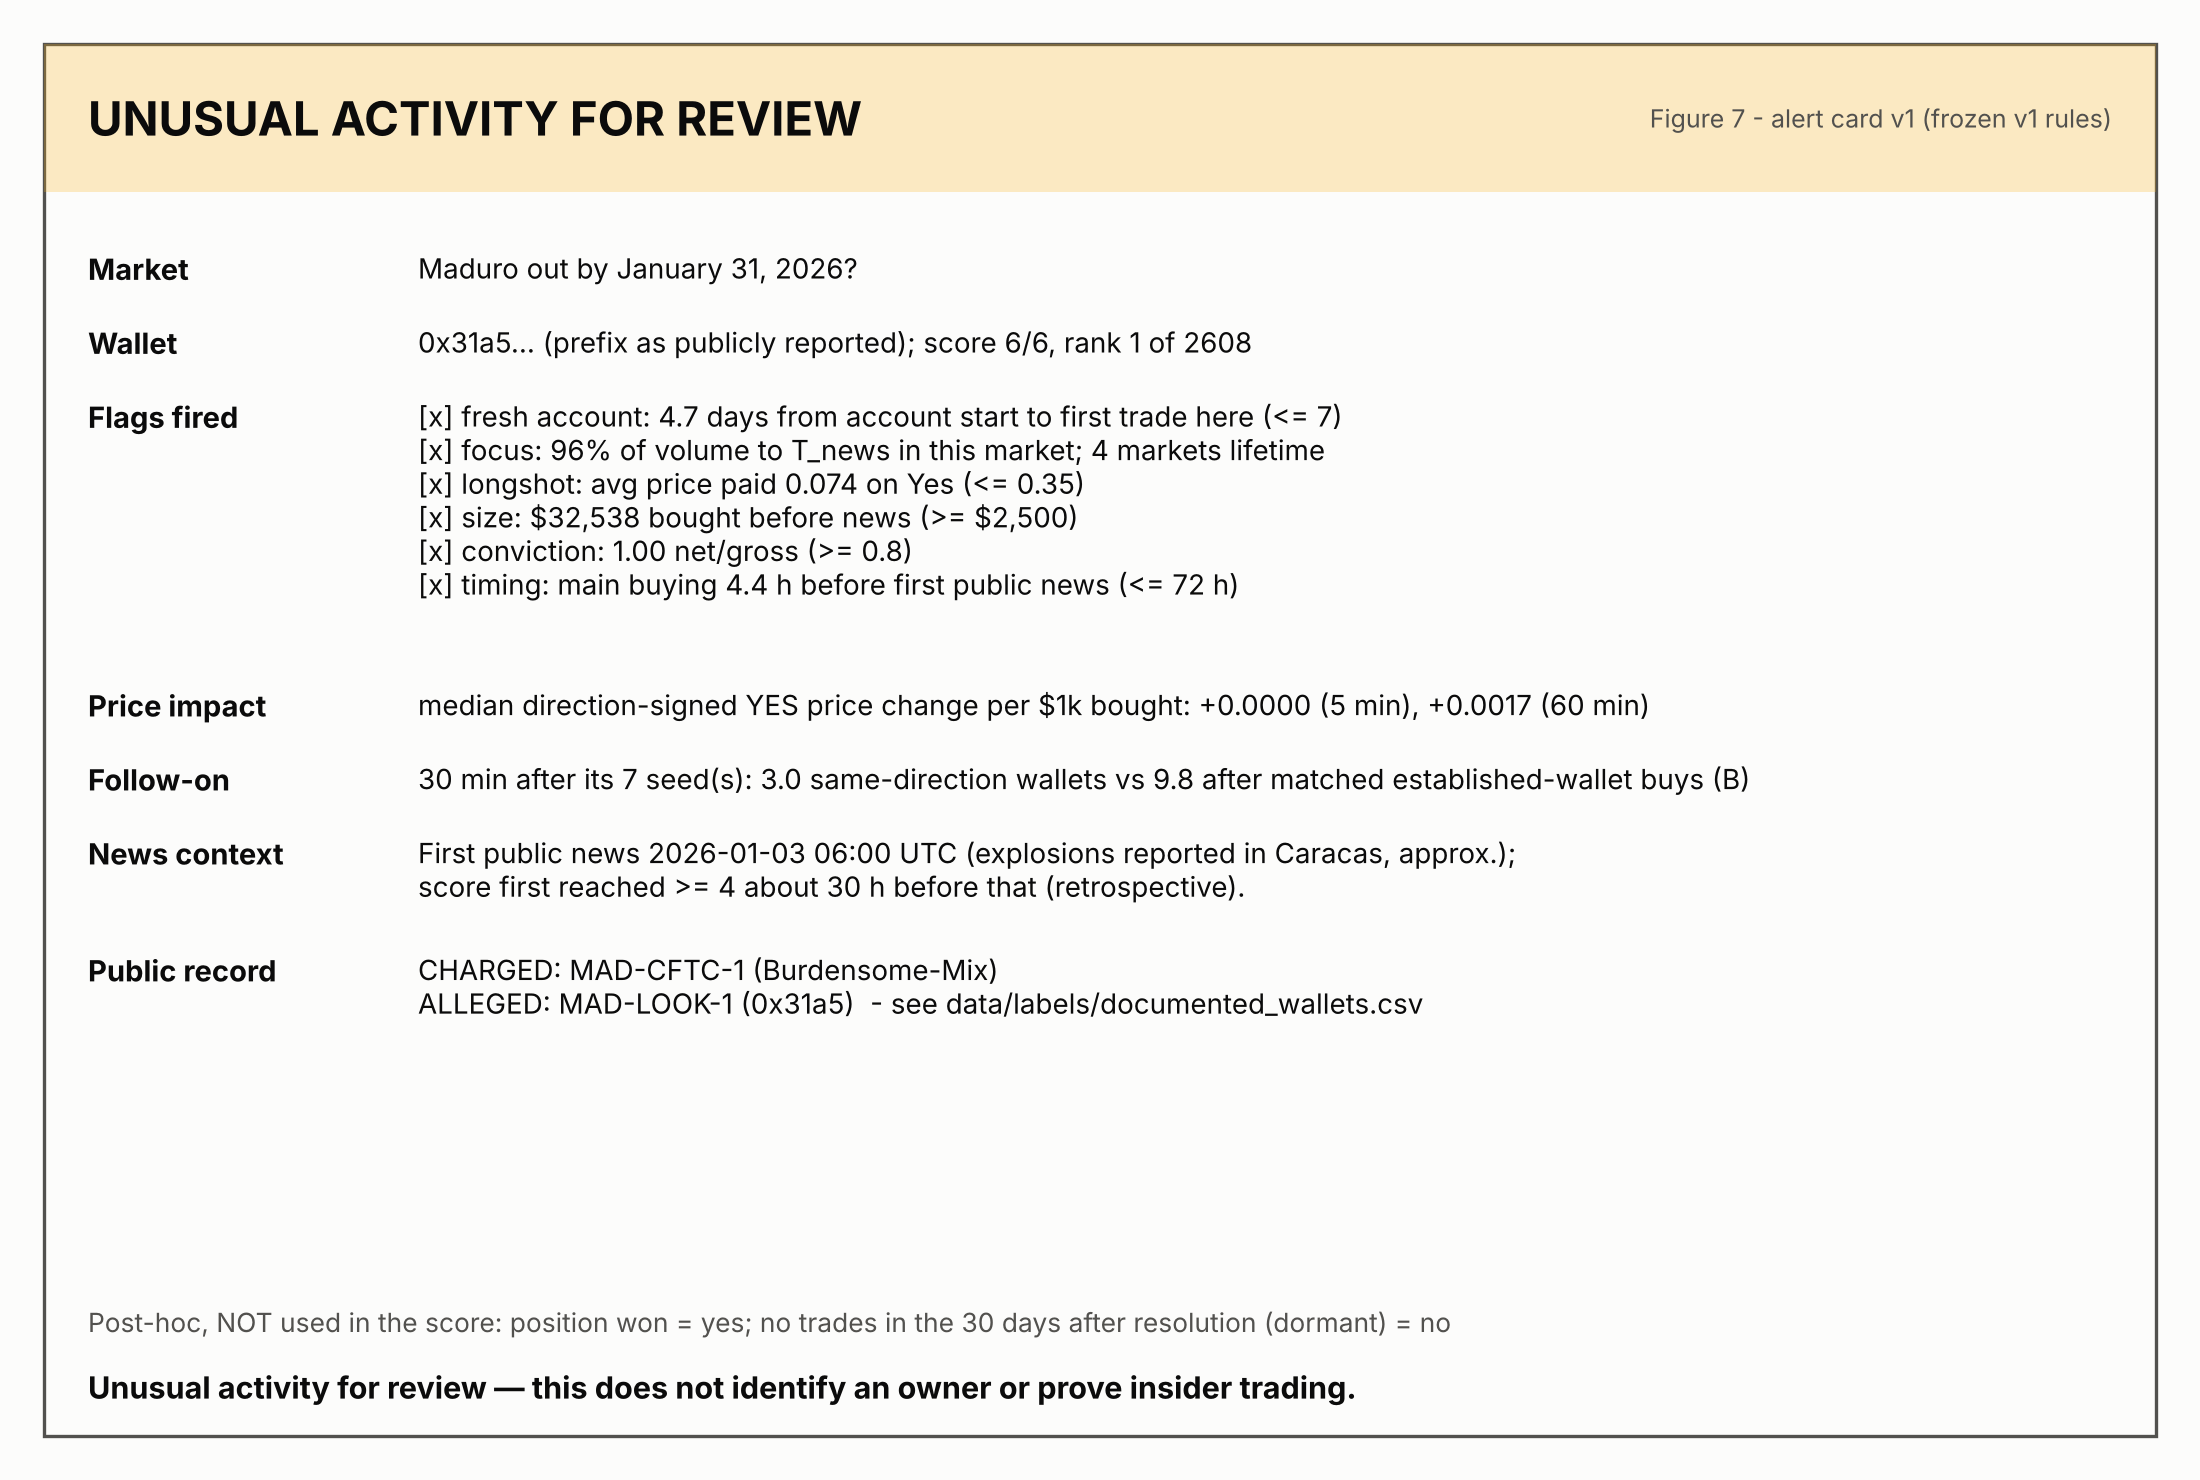 UNUSUAL ACTIVITY FOR REVIEW
Figure 7 - alert card v1 (frozen v1 rules)
Market
Maduro out by January 31, 2026?
Wallet
0x31a5... (prefix as publicly reported); score 6/6, rank 1 of 2608
Flags fired
[x] fresh account: 4.7 days from account start to first trade here (<= 7)
[x] focus: 96% of volume to T_news in this market; 4 markets lifetime
[x] longshot: avg price paid 0.074 on Yes (<= 0.35)
[x] size: $32,538 bought before news (>= $2,500)
[x] conviction: 1.00 net/gross (>= 0.8)
[x] timing: main buying 4.4 h before first public news (<= 72 h)
Price impact
median direction-signed YES price change per $1k bought: +0.0000 (5 min), +0.0017 (60 min)
Follow-on
30 min after its 7 seed(s): 3.0 same-direction wallets vs 9.8 after matched established-wallet buys (B)
News context
First public news 2026-01-03 06:00 UTC (explosions reported in Caracas, approx.);
score first reached >= 4 about 30 h before that (retrospective).
Public record
CHARGED: MAD-CFTC-1 (Burdensome-Mix)
ALLEGED: MAD-LOOK-1 (0x31a5)  - see data/labels/documented_wallets.csv
Post-hoc, NOT used in the score: position won = yes; no trades in the 30 days after resolution (dormant) = no
Unusual activity for review — this does not identify an owner or prove insider trading.